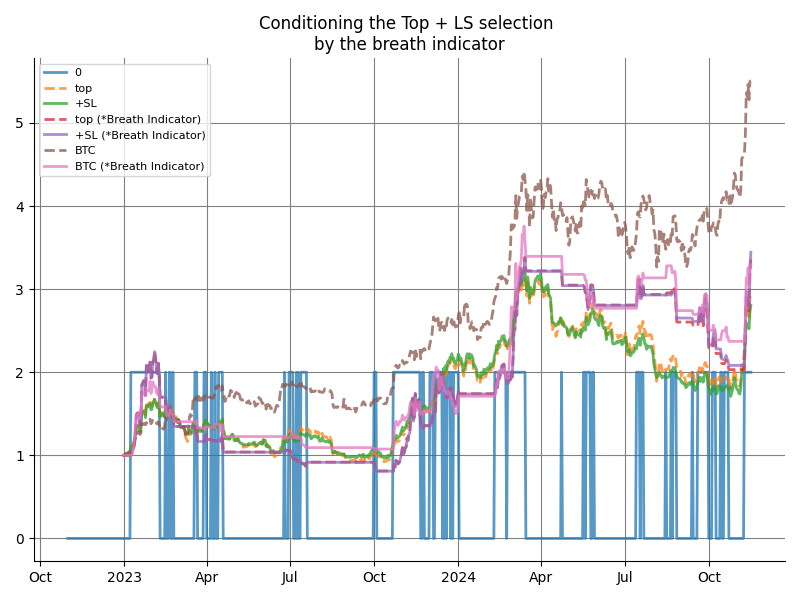 Conditioning the Top + LS selection
by the breath indicator
0
top
+SL
top (*Breath Indicator)
+SL (*Breath Indicator)
BTC
BTC (*Breath Indicator)
5
4
3
2
1
0
Oct 2023 Apr Jul Oct 2024 Apr Jul Oct